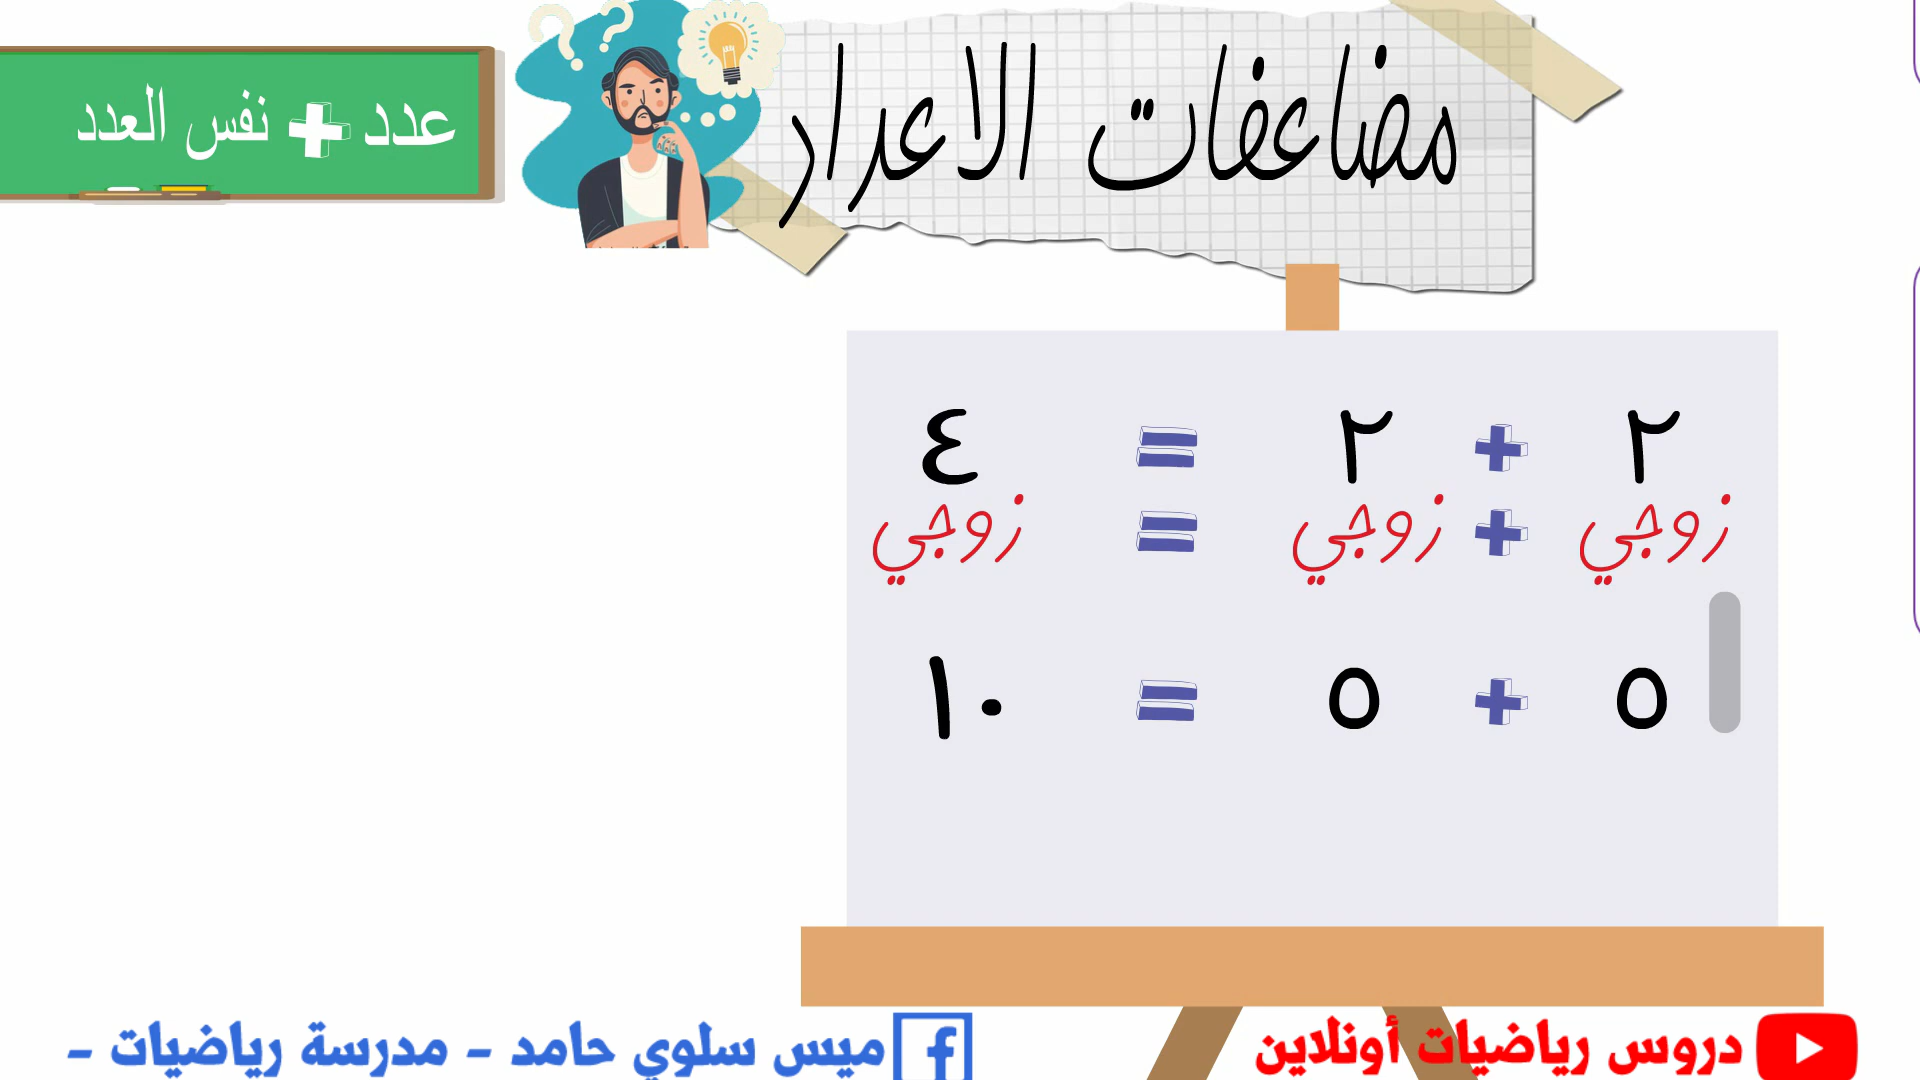 مضاعفات الاعداد
عدد + نفس العدد
٢ + ٢ = ٤
زوجي + زوجي = زوجي
٥ + ٥ = ١٠
دروس رياضيات أونلاين
ميس سلوي حامد - مدرسة رياضيات -